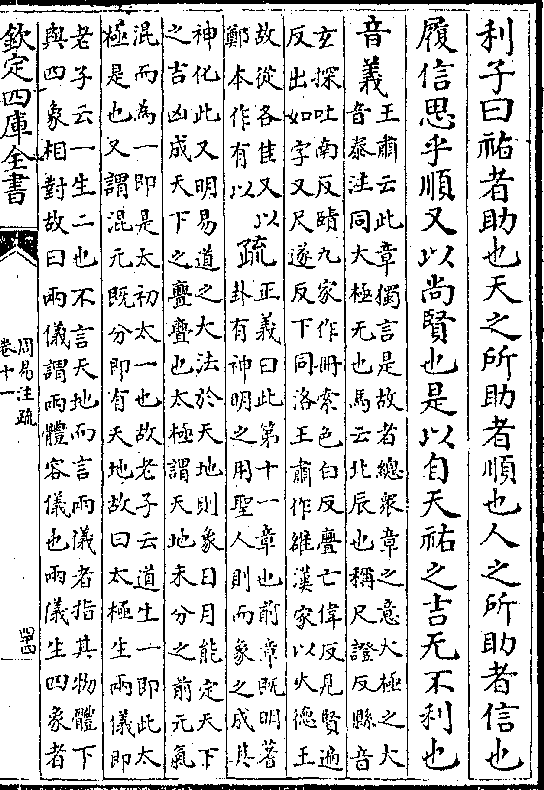 利子曰祐者助也天之所助者順也人之所助者信也
履信思乎順又以尚賢也是以自天祐之吉无不利也
音義王肅云此章獨言是故者總衆章之意大極之大
音泰注同大極无也馬云北辰也稱尺證反縣音
玄探吐南反賾九家作冊索色白反亹亡偉反見賢遍
反出如字又尺遂反下同洛王肅作雒漢家以火德王
故從各隹又以
鄭本作有以
疏正義曰此第十一章也前章既明蓍
卦有神明之用聖人則而象之成其
神化此又明易道之大法於天地則象日月能定天下
之吉凶成天下之亹亹也太極謂天地未分之前元氣
混而為一即是太初太一也故老子云道生一即此太
極是也又謂混元既分即有天地故曰太極生兩儀即
老子云一生二也不言天地而言兩儀者指其物體下
與四象相對故曰兩儀謂兩體容儀也兩儀生四象者
欽定四庫全書
周易注疏
卷十一